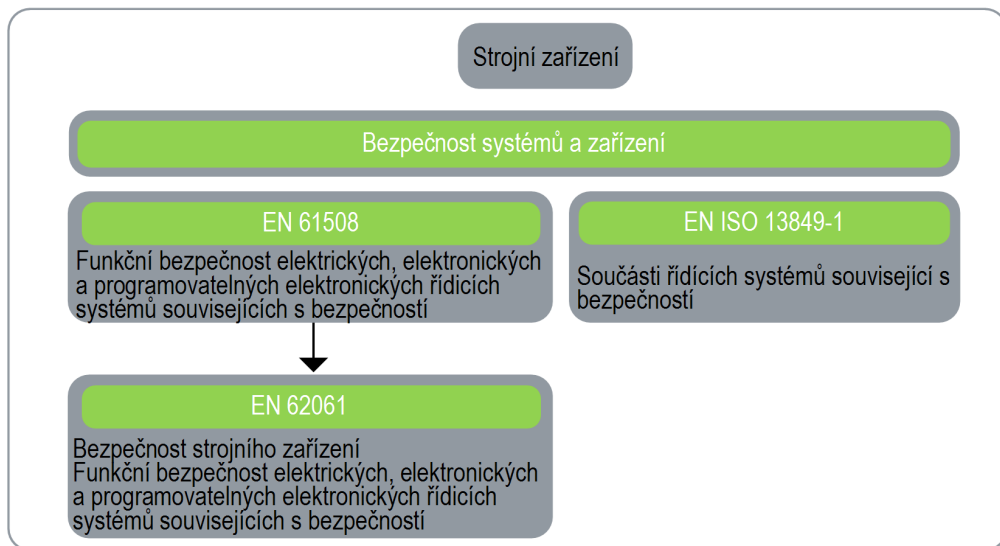 Strojní zařízení
Bezpečnost systémů a zařízení
EN 61508
Funkční bezpečnost elektrických, elektronických
a programovatelných elektronických řídicích
systémů souvisejících s bezpečností
EN ISO 13849-1
Součásti řídících systémů související s
bezpečností
EN 62061
Bezpečnost strojního zařízení
Funkční bezpečnost elektrických, elektronických
a programovatelných elektronických řídicích
systémů souvisejících s bezpečností